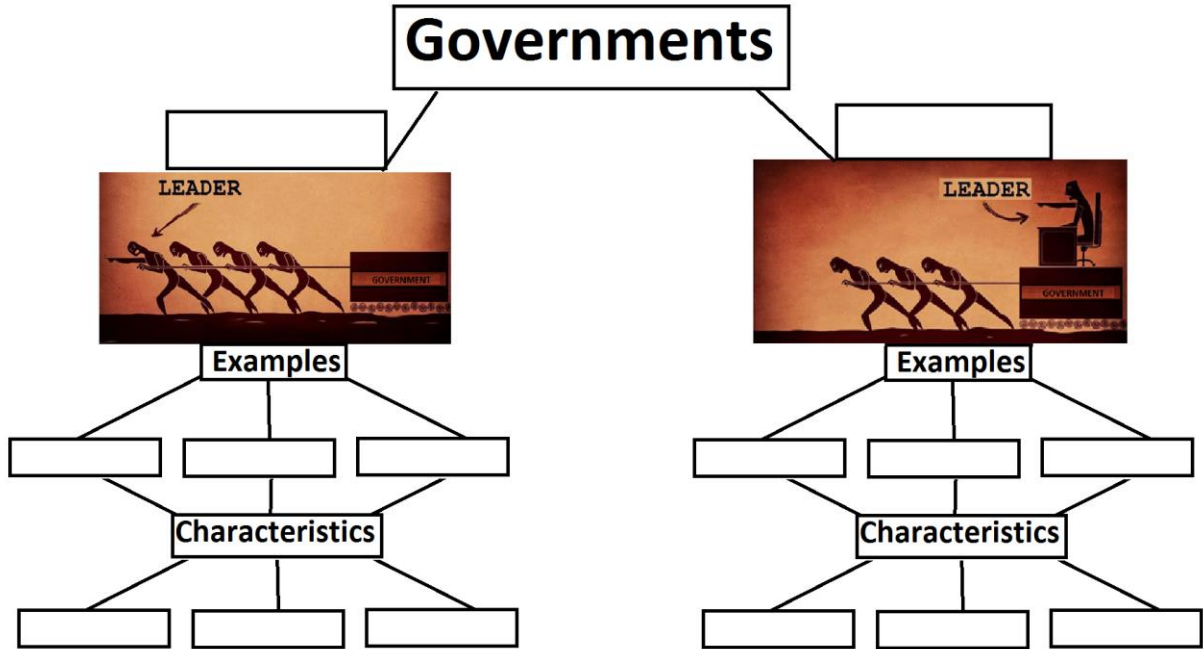 Governments
LEADER
GOVERNMENT
LEADER
GOVERNMENT
Examples
Examples
Characteristics
Characteristics